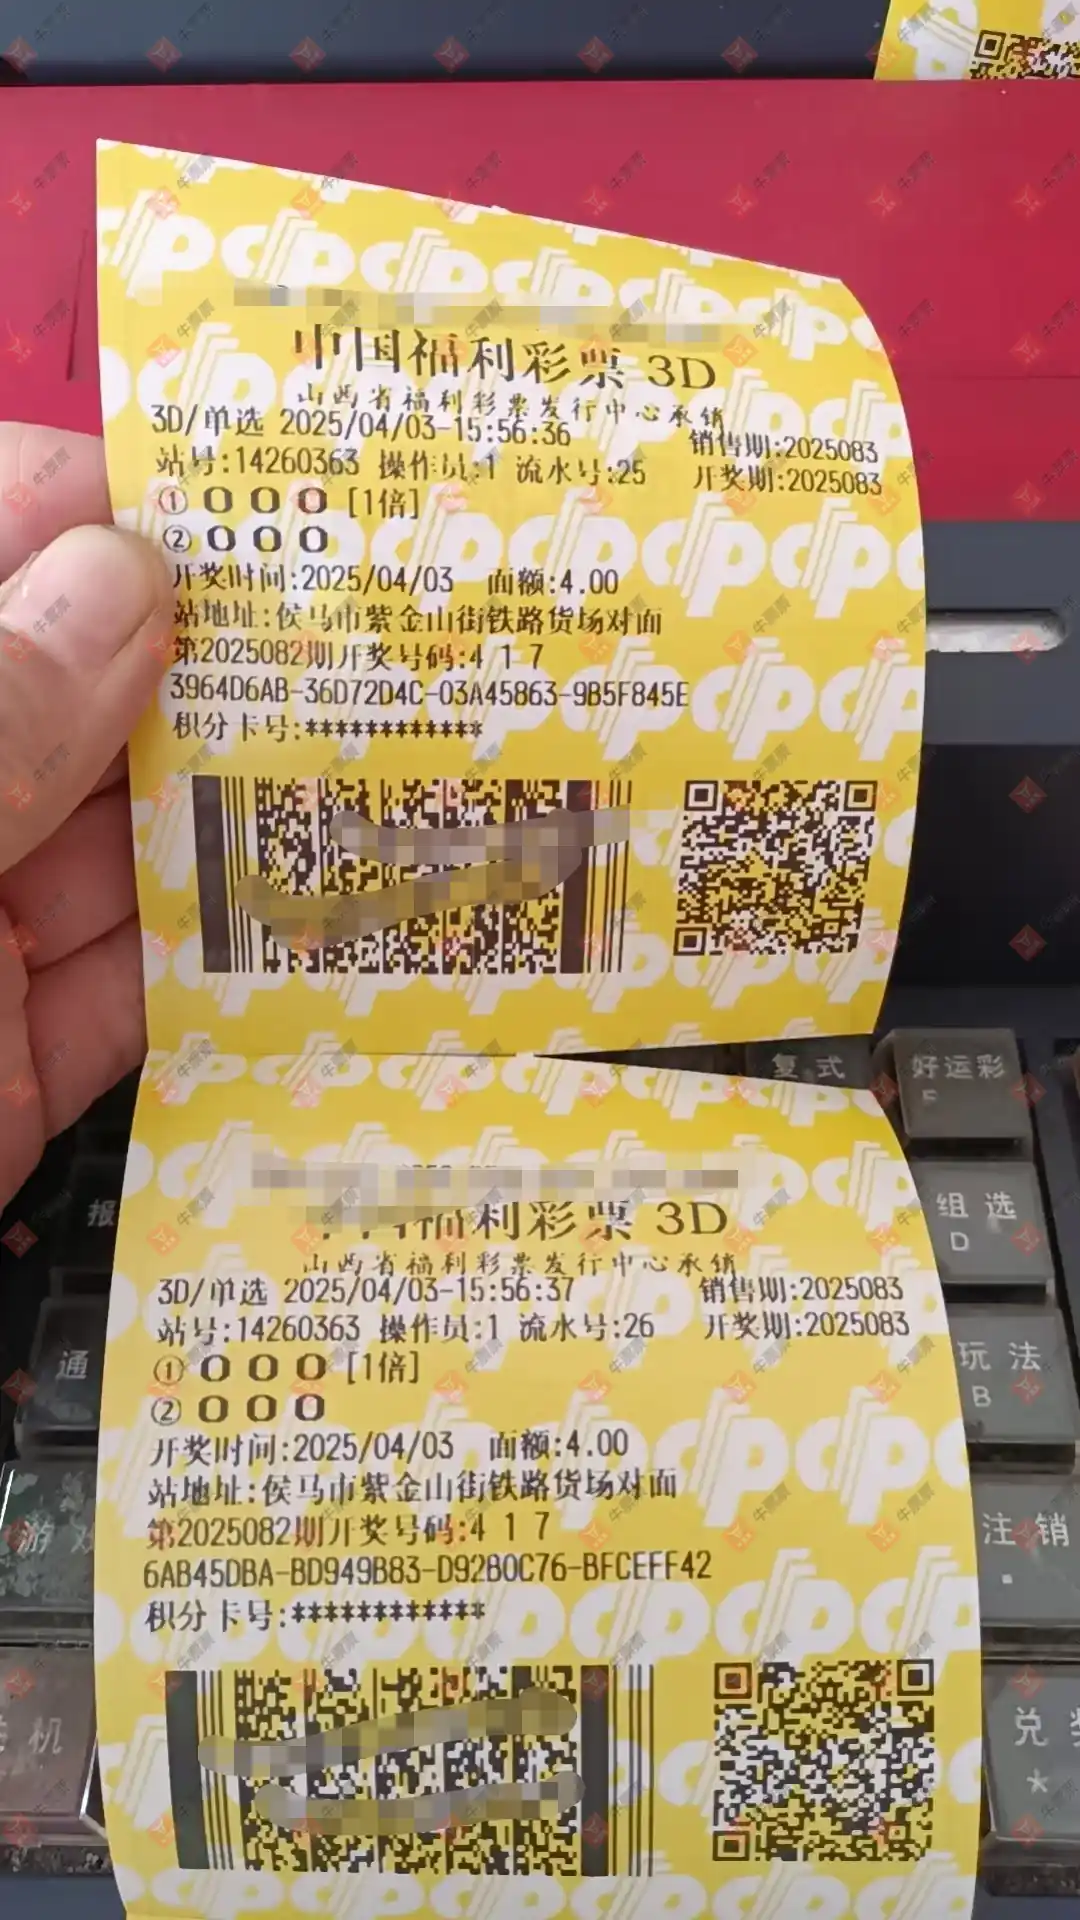 中国福利彩票 3D
山西省福利彩票发行中心承销
3D/单选 2025/04/03-15:56:36 销售期:2025083
站号:14260363 操作员:1 流水号:25 开奖期:2025083
① 0 0 0 [1倍]
② 0 0 0
开奖时间:2025/04/03 面额:4.00
站地址:侯马市紫金山街铁路货场对面
第2025082期开奖号码:4 1 7
3964D6AB-36D72D4C-03A45863-9B5F845E
积分卡号:************
复式
好运彩
福利彩票 3D
山西省福利彩票发行中心承销
3D/单选 2025/04/03-15:56:37 销售期:2025083
站号:14260363 操作员:1 流水号:26 开奖期:2025083
① 0 0 0 [1倍]
② 0 0 0
开奖时间:2025/04/03 面额:4.00
站地址:侯马市紫金山街铁路货场对面
第2025082期开奖号码:4 1 7
6AB45DBA-BD949B83-D92B0C76-BFCEFF42
积分卡号:************
报
组选
D
通
玩法
B
游
注销
.
机
兑
*
牛票票